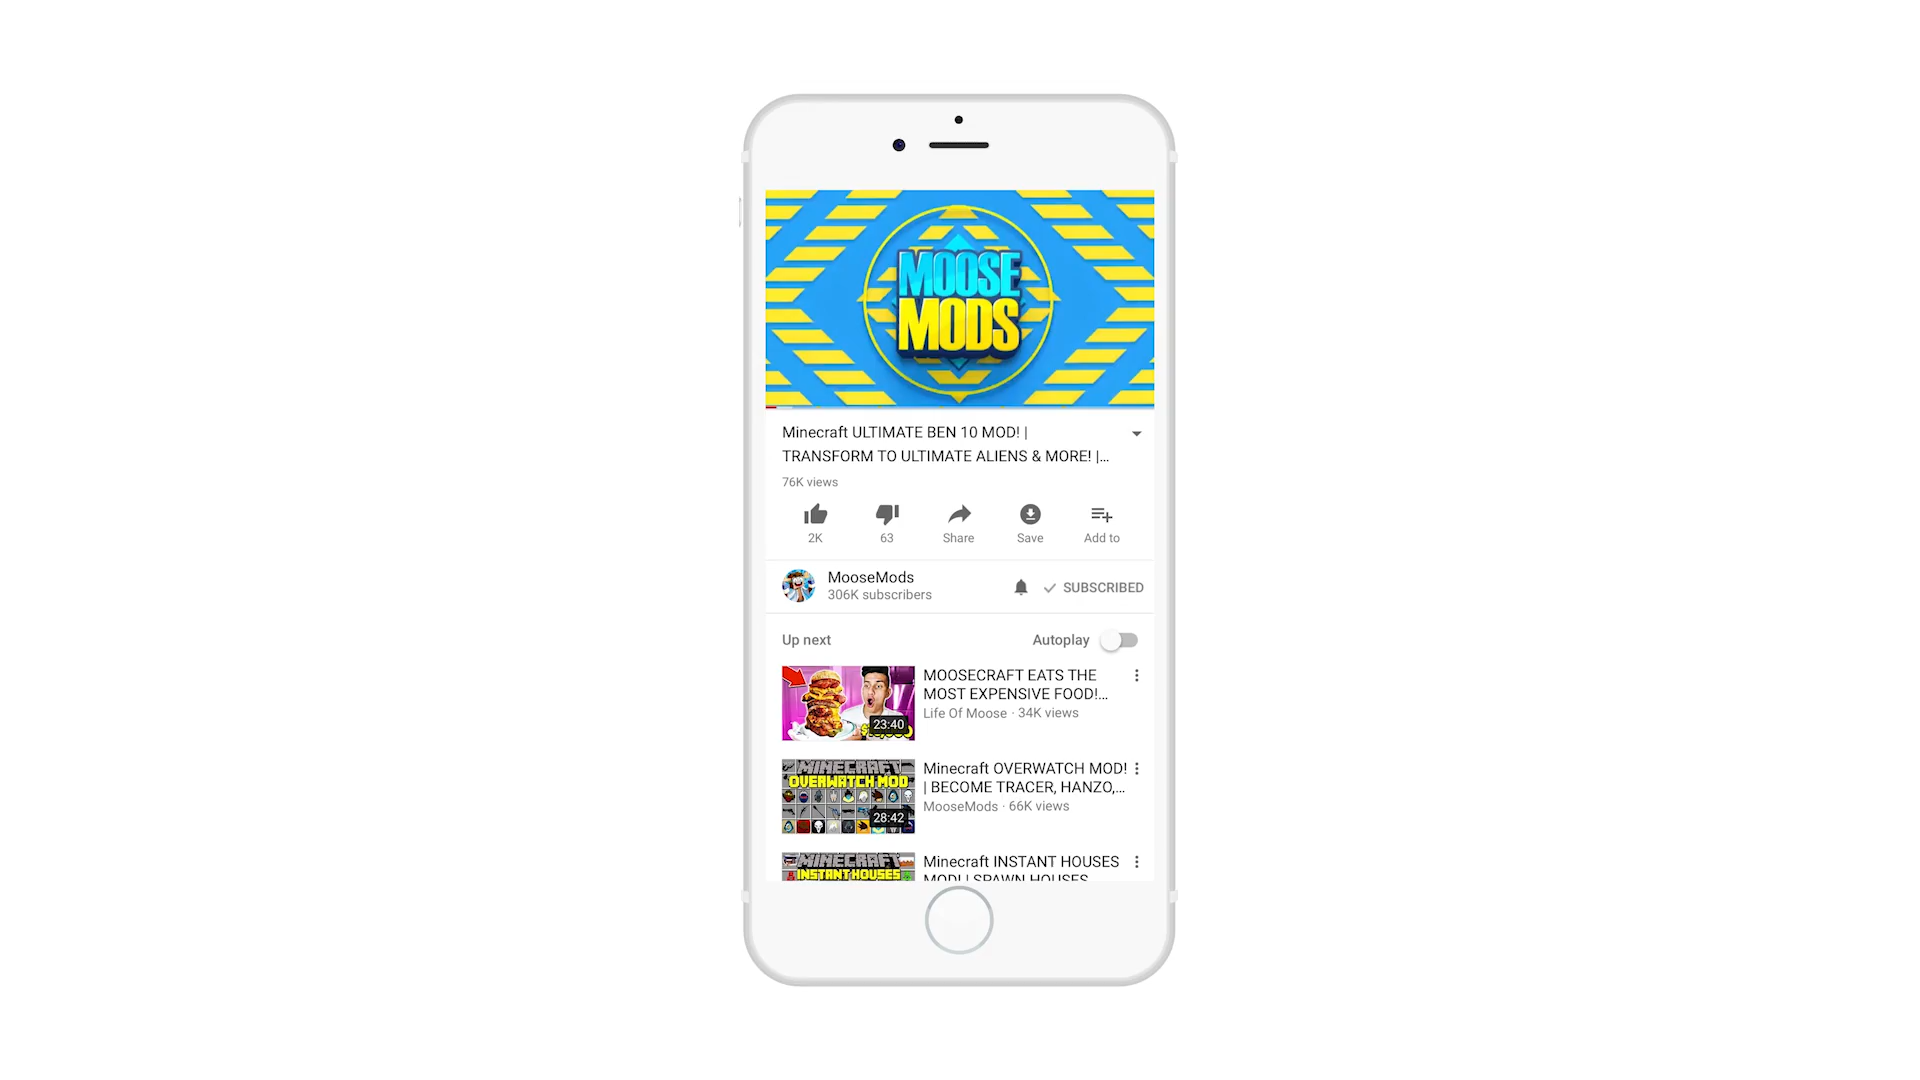 MOOSE
MODS
Minecraft ULTIMATE BEN 10 MOD! |
TRANSFORM TO ULTIMATE ALIENS & MORE! |...
76K views
2K
63
Share
Save
Add to
MooseMods
306K subscribers
SUBSCRIBED
Up next
Autoplay
23:40
MOOSECRAFT EATS THE
MOST EXPENSIVE FOOD!...
Life Of Moose · 34K views
MINECRAFT
OVERWATCH MOD
28:42
Minecraft OVERWATCH MOD!
| BECOME TRACER, HANZO,...
MooseMods · 66K views
MINECRAFT
INSTANT HOUSES
Minecraft INSTANT HOUSES
MOD! | SPAWN HOUSES